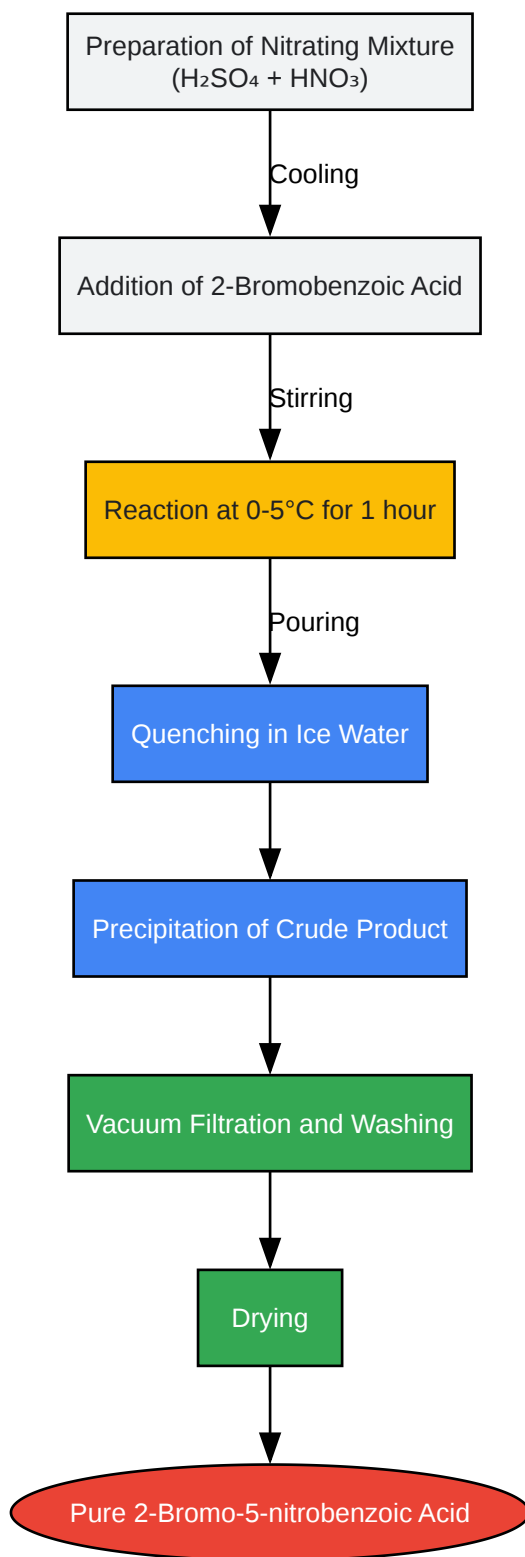 Preparation of Nitrating Mixture
(H₂SO₄ + HNO₃)
Cooling
Addition of 2-Bromobenzoic Acid
Stirring
Reaction at 0-5°C for 1 hour
Pouring
Quenching in Ice Water
Precipitation of Crude Product
Vacuum Filtration and Washing
Drying
Pure 2-Bromo-5-nitrobenzoic Acid